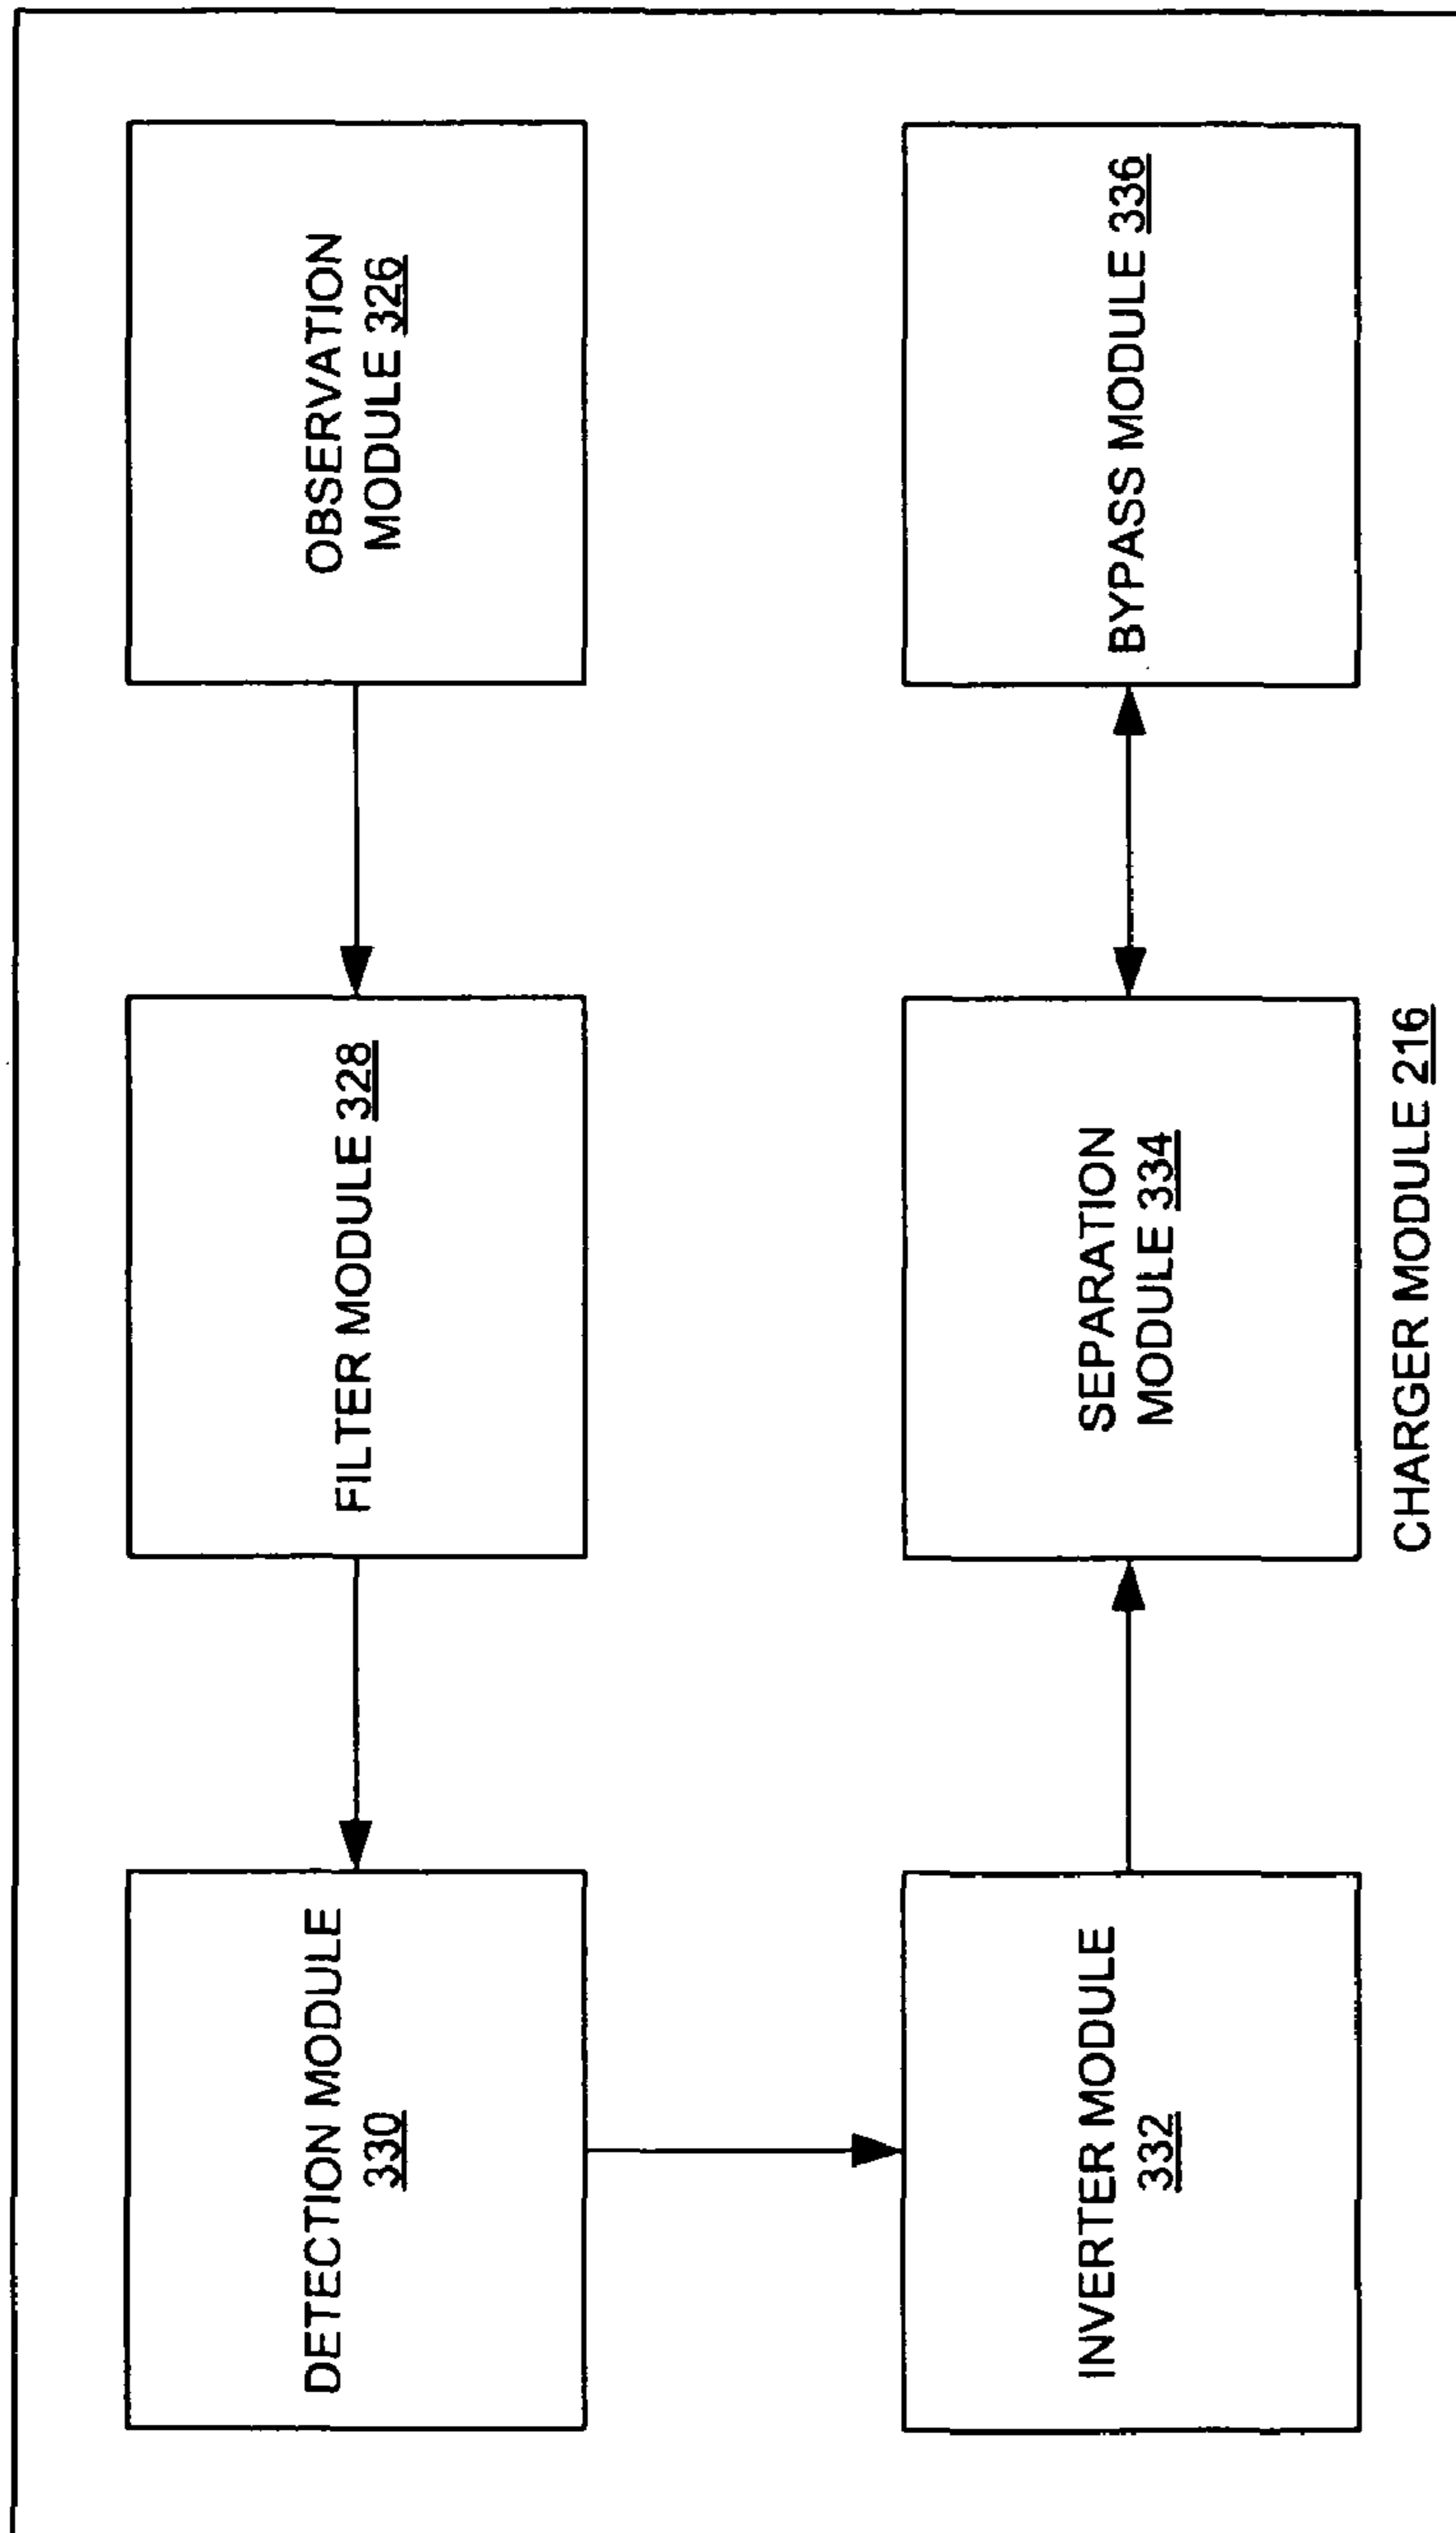 DETECTION MODULE
330
FILTER MODULE 328
OBSERVATION
MODULE 326
INVERTER MODULE
332
SEPARATION
MODULE 334
BYPASS MODULE 336
CHARGER MODULE 216